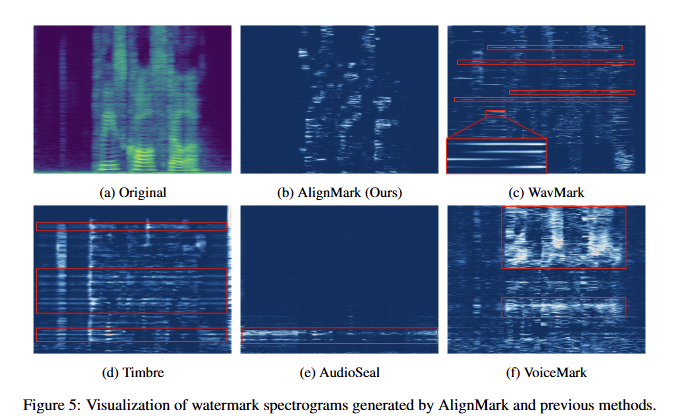 (a) Original
(b) AlignMark (Ours)
(c) WavMark
(d) Timbre
(e) AudioSeal
(f) VoiceMark
Figure 5: Visualization of watermark spectrograms generated by AlignMark and previous methods.